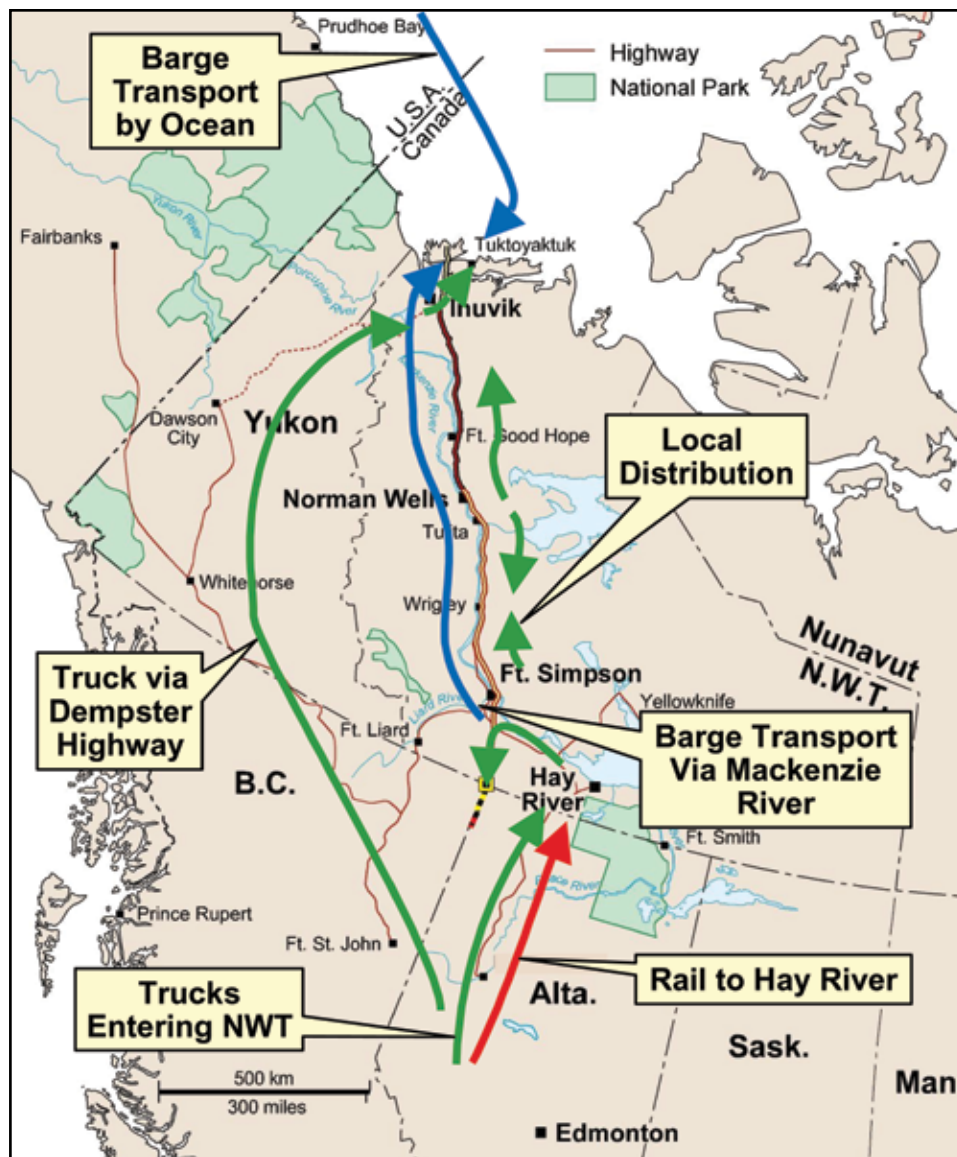 Prudhoe Bay
Barge
Transport
by Ocean
Highway
National Park
U.S.A.
Canada
Yukon River
Fairbanks
Porcupine River
Tuktoyaktuk
Inuvik
Mackenzie River
Dawson
City
Yukon
Ft. Good Hope
Local
Distribution
Norman Wells
Tulita
Whitehorse
Wrigley
Nunavut
N.W.T.
Truck via
Dempster
Highway
Ft. Simpson
Yellowknife
Liard River
Ft. Liard
Barge Transport
Via Mackenzie
River
B.C.
Hay
River
Ft. Smith
Peace River
Prince Rupert
Ft. St. John
Rail to Hay River
Trucks
Entering NWT
Alta.
Sask.
Man
500 km
300 miles
Edmonton